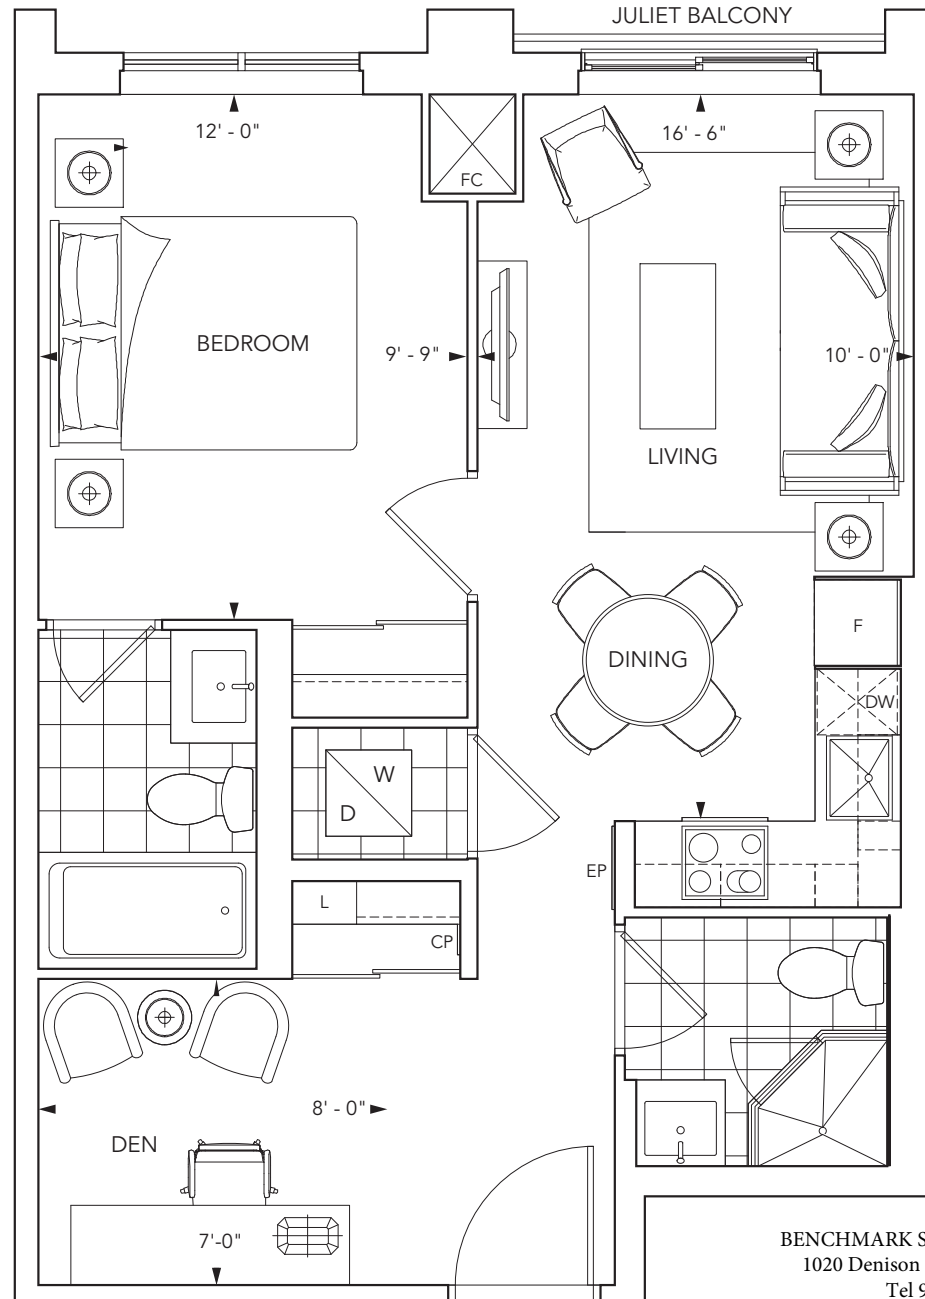 JULIET BALCONY
12' - 0"
16' - 6"
FC
BEDROOM
9' - 9"
10' - 0"
LIVING
F
DINING
DW
W
D
EP
L
CP
8' - 0"
DEN
7'-0"
BENCHMARK S
1020 Denison
Tel 9